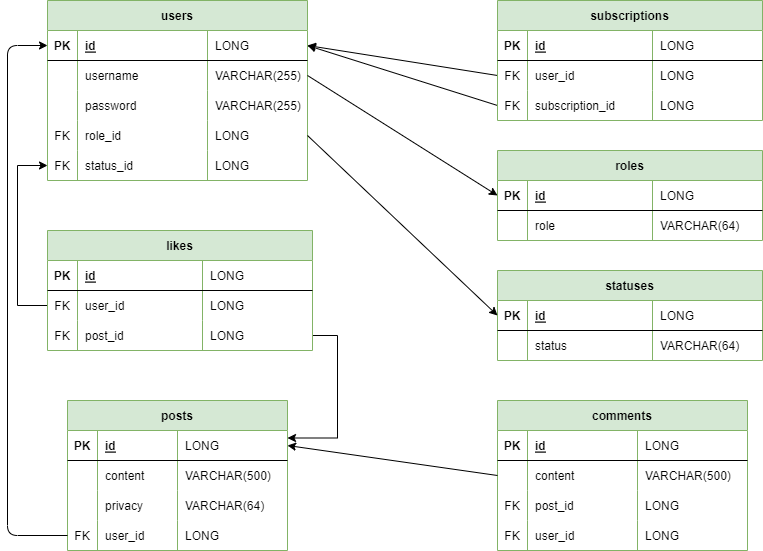 users
PK id LONG
username VARCHAR(255)
password VARCHAR(255)
FK role_id LONG
FK status_id LONG
subscriptions
PK id LONG
FK user_id LONG
FK subscription_id LONG
roles
PK id LONG
role VARCHAR(64)
likes
PK id LONG
FK user_id LONG
FK post_id LONG
statuses
PK id LONG
status VARCHAR(64)
posts
PK id LONG
content VARCHAR(500)
privacy VARCHAR(64)
FK user_id LONG
comments
PK id LONG
content VARCHAR(500)
FK post_id LONG
FK user_id LONG